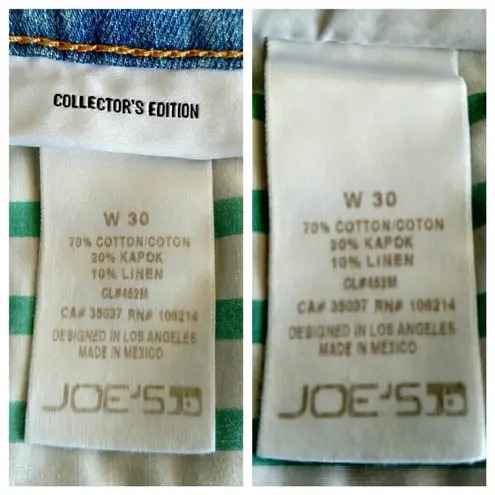 COLLECTOR'S EDITION
W 30
70% COTTON/COTON
20% KAPOK
10% LINEN
CL#452M
CA# 35037 RN# 106214
DESIGNED IN LOS ANGELES
MADE IN MEXICO
JOE'S
W 30
70% COTTON/COTON
20% KAPOK
10% LINEN
CL#452M
CA# 35037 RN# 106214
DESIGNED IN LOS ANGELES
MADE IN MEXICO
JOE'S